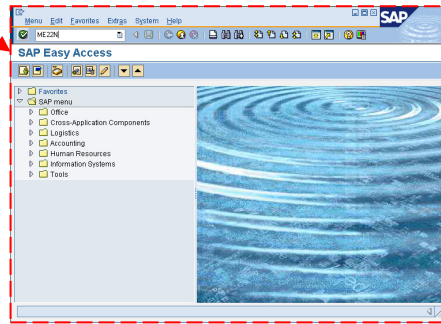 Menu Edit Favorites Extras System Help
SAP
ME22N
SAP Easy Access
Favorites
SAP menu
Office
Cross-Application Components
Logistics
Accounting
Human Resources
Information Systems
Tools